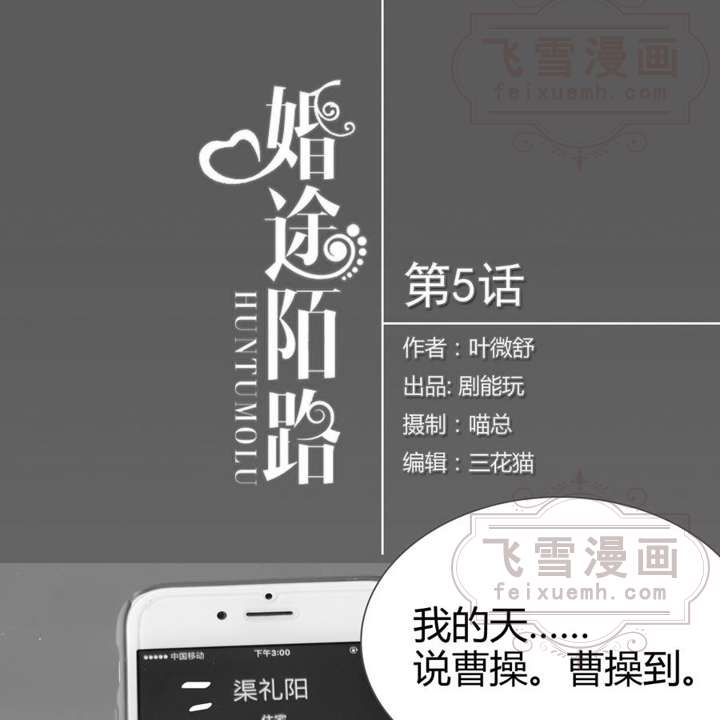 飞雪漫画
feixuemh.com
婚途陌路
HUNTUMOLU
第5话
作者：叶微舒
出品: 剧能玩
摄制：喵总
编辑：三花猫
飞雪漫画
feixuemh.com
我的天......
说曹操。曹操到。
中国移动
下午3:00
渠礼阳
住家